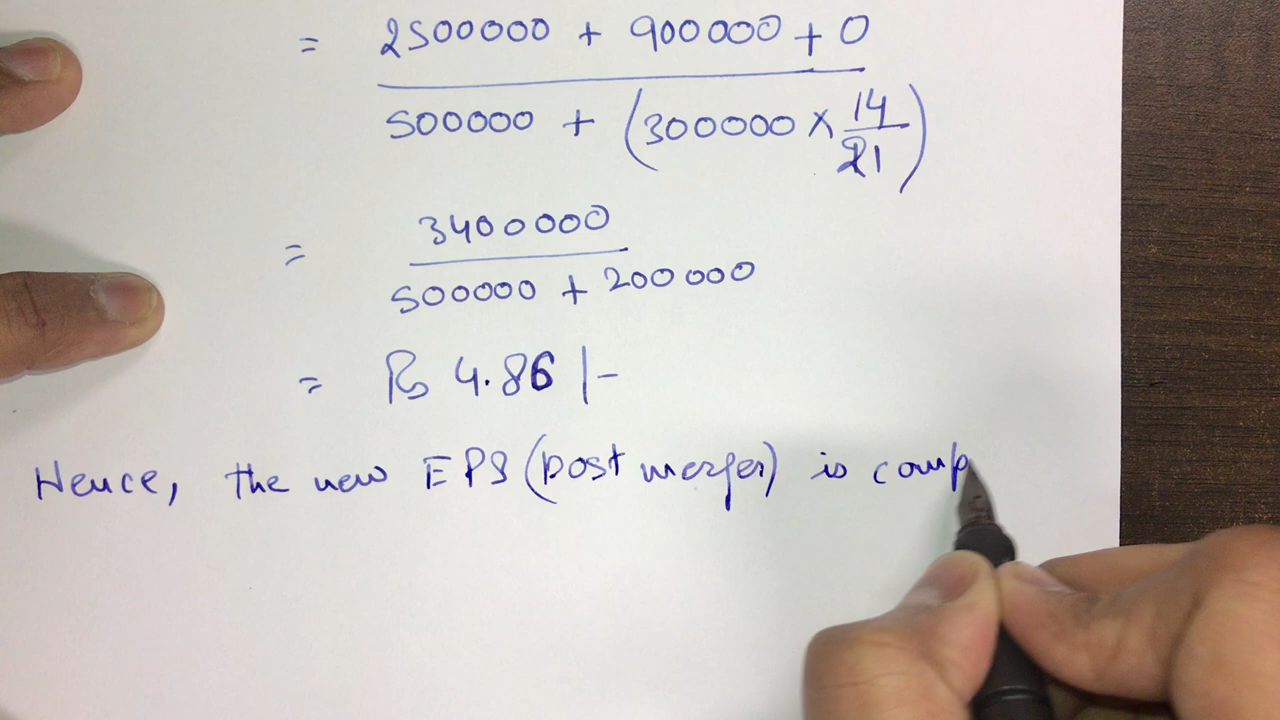 = 2500000 + 900000 + 0
500000 + (300000 × 14/21)
= 3400000
500000 + 200000
= Rs 4.86 /-
Hence, the new EPS (post merger) is comp